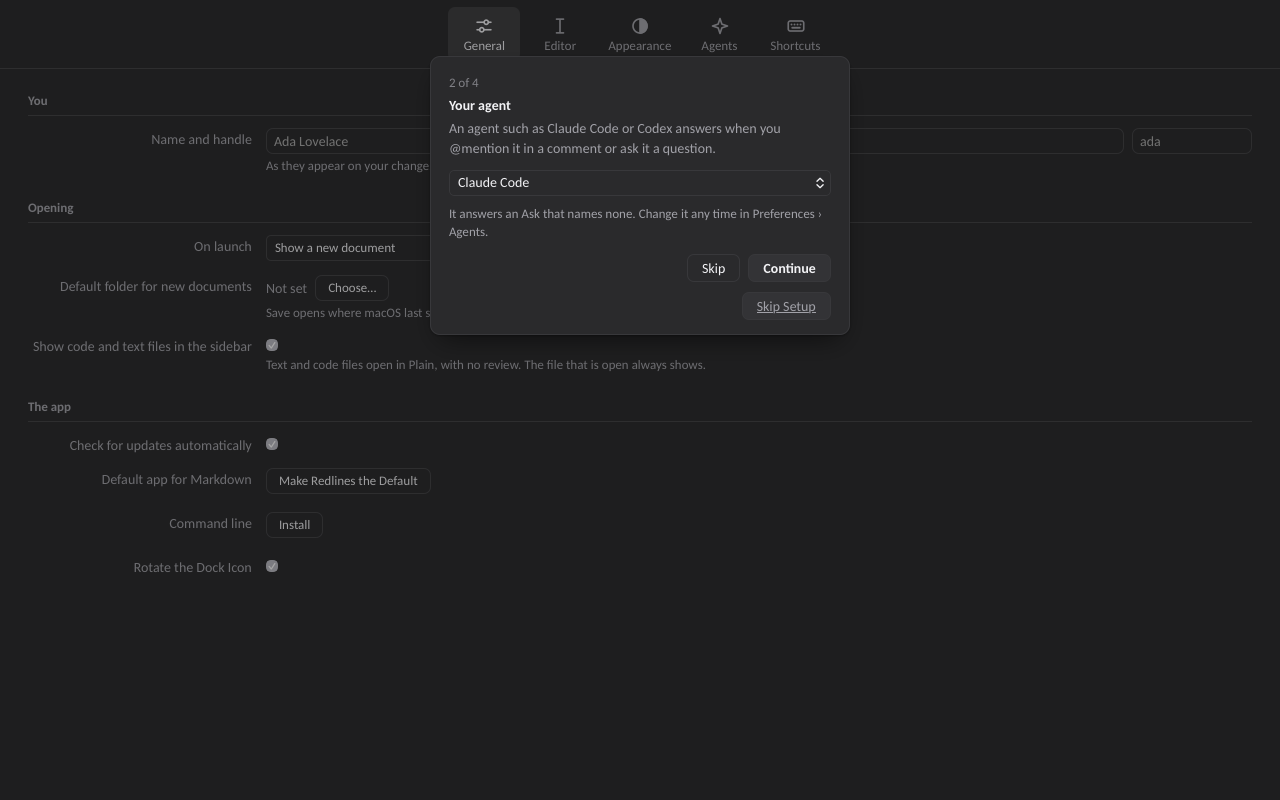 General
Editor
Appearance
Agents
Shortcuts
2 of 4
Your agent
An agent such as Claude Code or Codex answers when you
@mention it in a comment or ask it a question.
Claude Code
It answers an Ask that names none. Change it any time in Preferences ›
Agents.
Skip
Continue
Skip Setup
You
Name and handle
Ada Lovelace
ada
As they appear on your change
Opening
On launch
Show a new document
Default folder for new documents
Not set
Choose...
Save opens where macOS last s
Show code and text files in the sidebar
Text and code files open in Plain, with no review. The file that is open always shows.
The app
Check for updates automatically
Default app for Markdown
Make Redlines the Default
Command line
Install
Rotate the Dock Icon